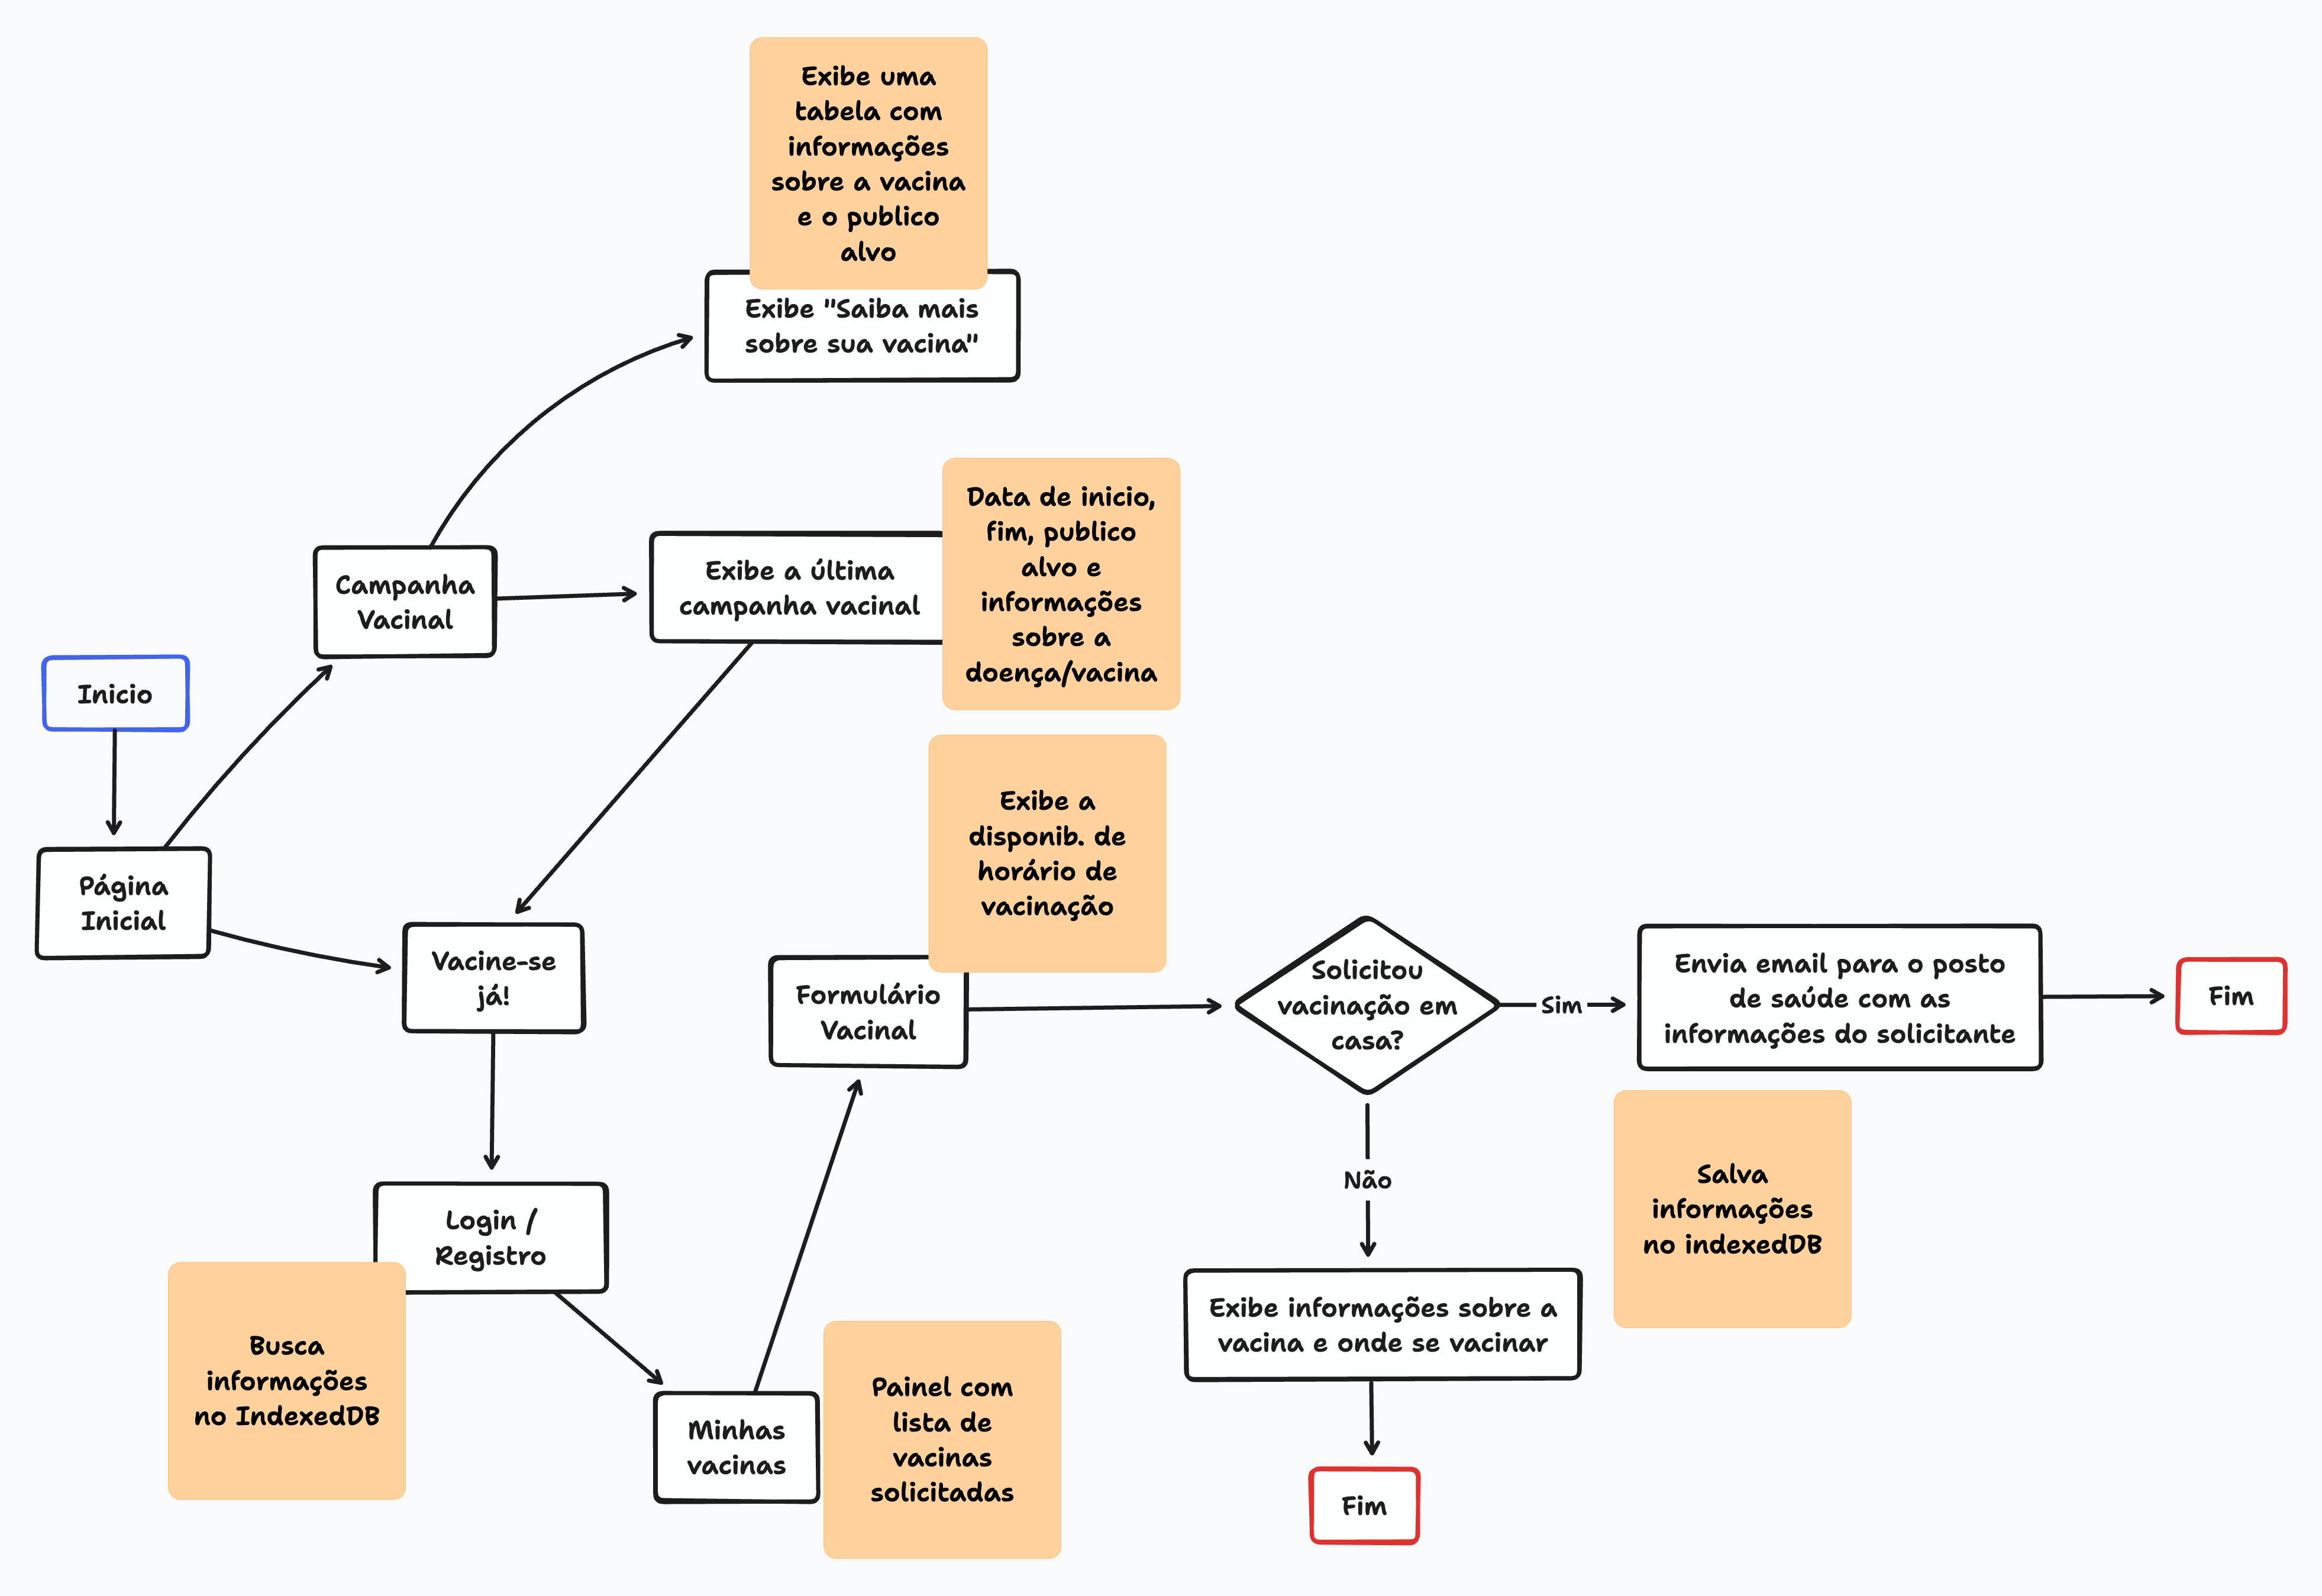 Exibe uma
tabela com
informações
sobre a vacina
e o publico
alvo
Exibe "Saiba mais
sobre sua vacina"
Campanha
Vacinal
Exibe a última
campanha vacinal
Data de inicio,
fim, publico
alvo e
informações
sobre a
doença/vacina
Inicio
Página
Inicial
Vacine-se
já!
Exibe a
disponib. de
horário de
vacinação
Formulário
Vacinal
Solicitou
vacinação em
casa?
Sim
Envia email para o posto
de saúde com as
informações do solicitante
Fim
Não
Salva
informações
no indexedDB
Login /
Registro
Busca
informações
no IndexedDB
Minhas
vacinas
Painel com
lista de
vacinas
solicitadas
Exibe informações sobre a
vacina e onde se vacinar
Fim